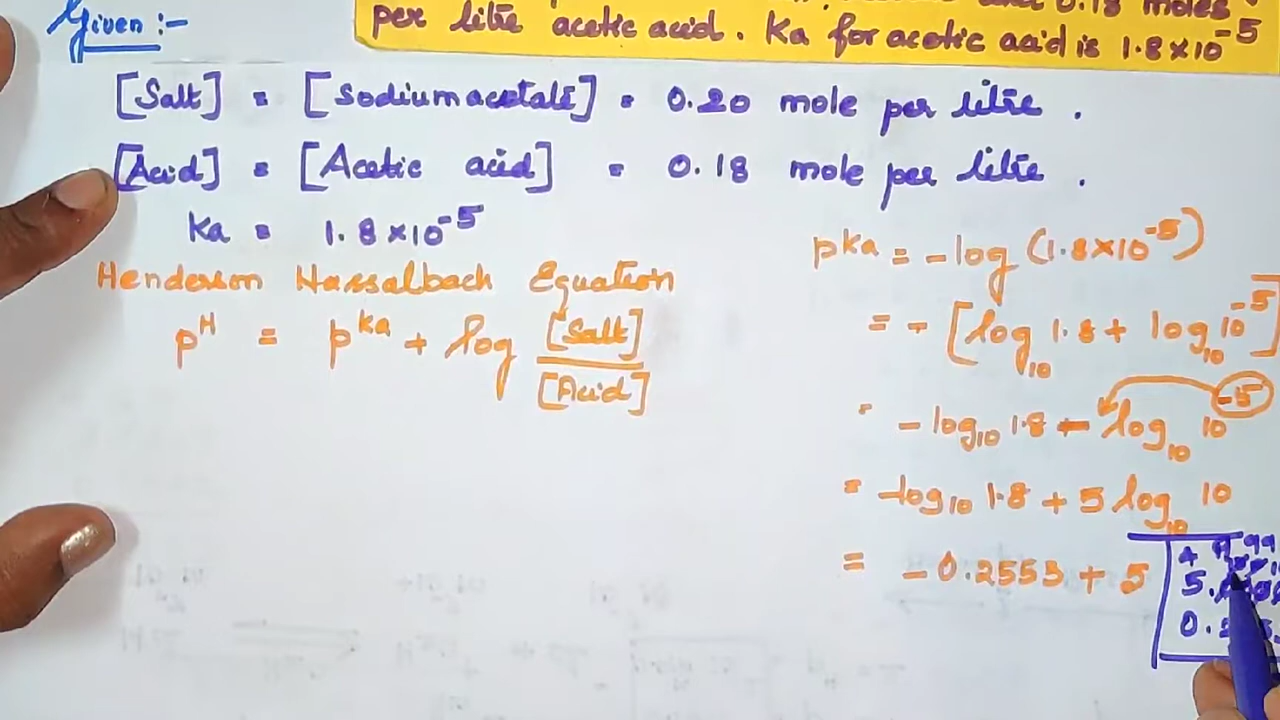 Given :-
0.18 moles
per litre acetic acid. Ka for acetic acid is 1.8×10⁻⁵
[Salt] = [Sodium acetate] = 0.20 mole per litre.
[Acid] = [Acetic acid] = 0.18 mole per litre.
Ka = 1.8×10⁻⁵
Henderson Hassalbach Equation
pᴴ = pᵏᵃ + log [Salt]/[Acid]
pᵏᵃ = -log (1.8×10⁻⁵)
= - [log₁₀ 1.8 + log₁₀ 10⁻⁵]
= -log₁₀ 1.8 - log₁₀ 10⁻⁵
= -log₁₀ 1.8 + 5 log₁₀ 10
= -0.2553 + 5